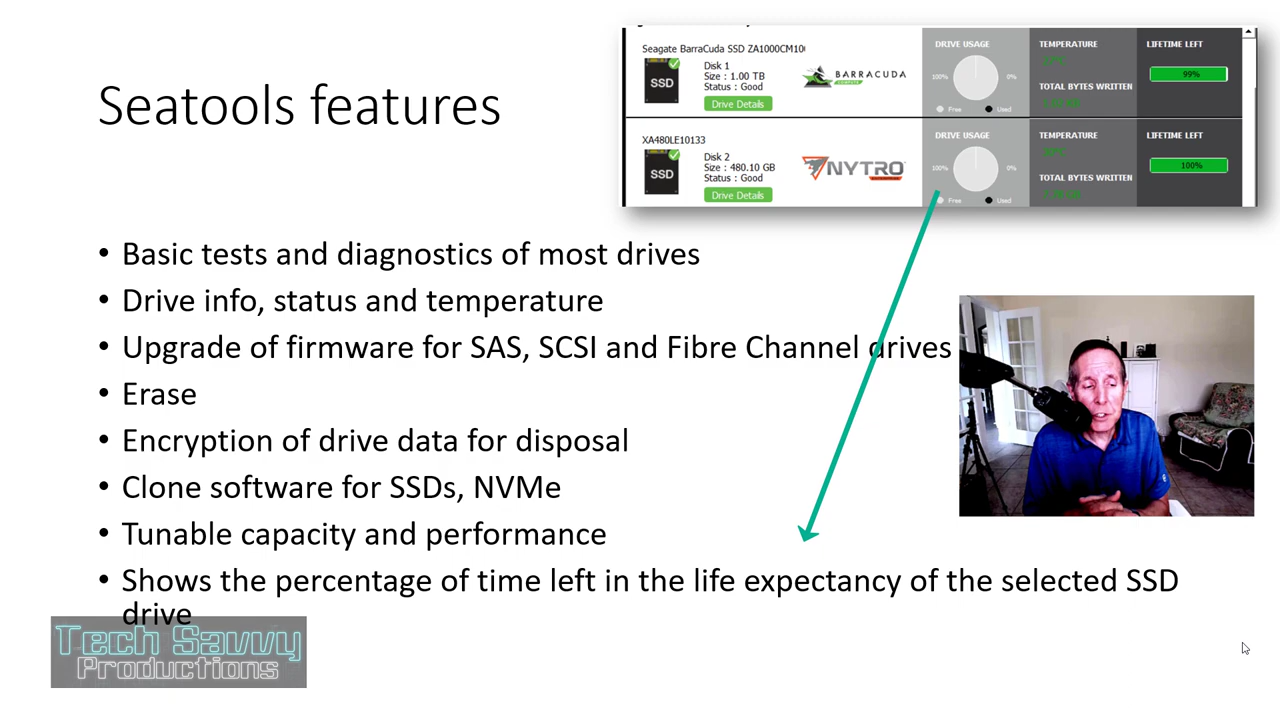 Seatools features
Seagate BarraCuda SSD ZA1000CM10
SSD
Disk 1
Size : 1.00 TB
Status : Good
Drive Details
BARRACUDA
DRIVE USAGE
100%
0%
Free
Used
TEMPERATURE
TOTAL BYTES WRITTEN
LIFETIME LEFT
99%
XA480LE10133
SSD
Disk 2
Size : 480.10 GB
Status : Good
Drive Details
NYTRO
DRIVE USAGE
100%
0%
Free
Used
TEMPERATURE
TOTAL BYTES WRITTEN
LIFETIME LEFT
100%
• Basic tests and diagnostics of most drives
• Drive info, status and temperature
• Upgrade of firmware for SAS, SCSI and Fibre Channel drives
• Erase
• Encryption of drive data for disposal
• Clone software for SSDs, NVMe
• Tunable capacity and performance
• Shows the percentage of time left in the life expectancy of the selected SSD
drive
Tech Savvy
Productions